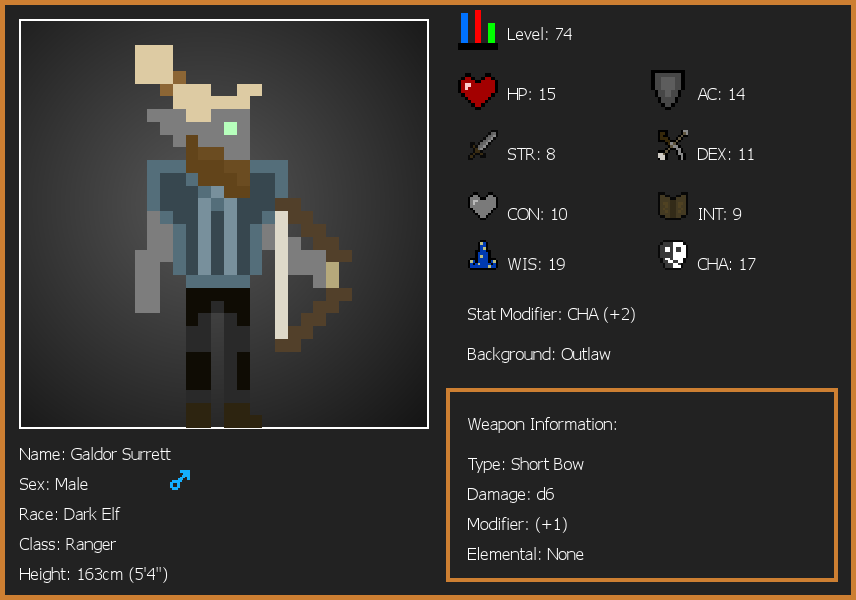 Level: 74
HP: 15
AC: 14
STR: 8
DEX: 11
CON: 10
INT: 9
WIS: 19
CHA: 17
Stat Modifier: CHA (+2)
Background: Outlaw
Weapon Information:
Type: Short Bow
Damage: d6
Modifier: (+1)
Elemental: None
Name: Galdor Surrett
Sex: Male
Race: Dark Elf
Class: Ranger
Height: 163cm (5'4")